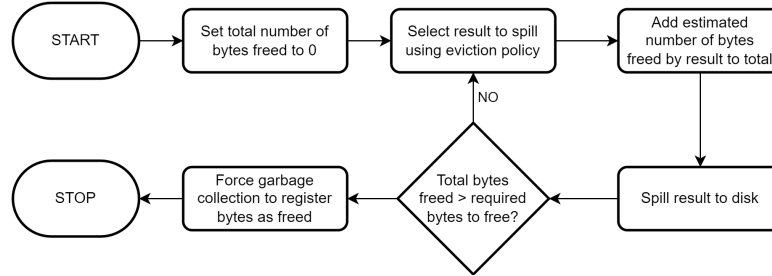 START
Set total number of
bytes freed to 0
Select result to spill
using eviction policy
Add estimated
number of bytes
freed by result to total
NO
STOP
Force garbage
collection to register
bytes as freed
Total bytes
freed > required
bytes to free?
Spill result to disk